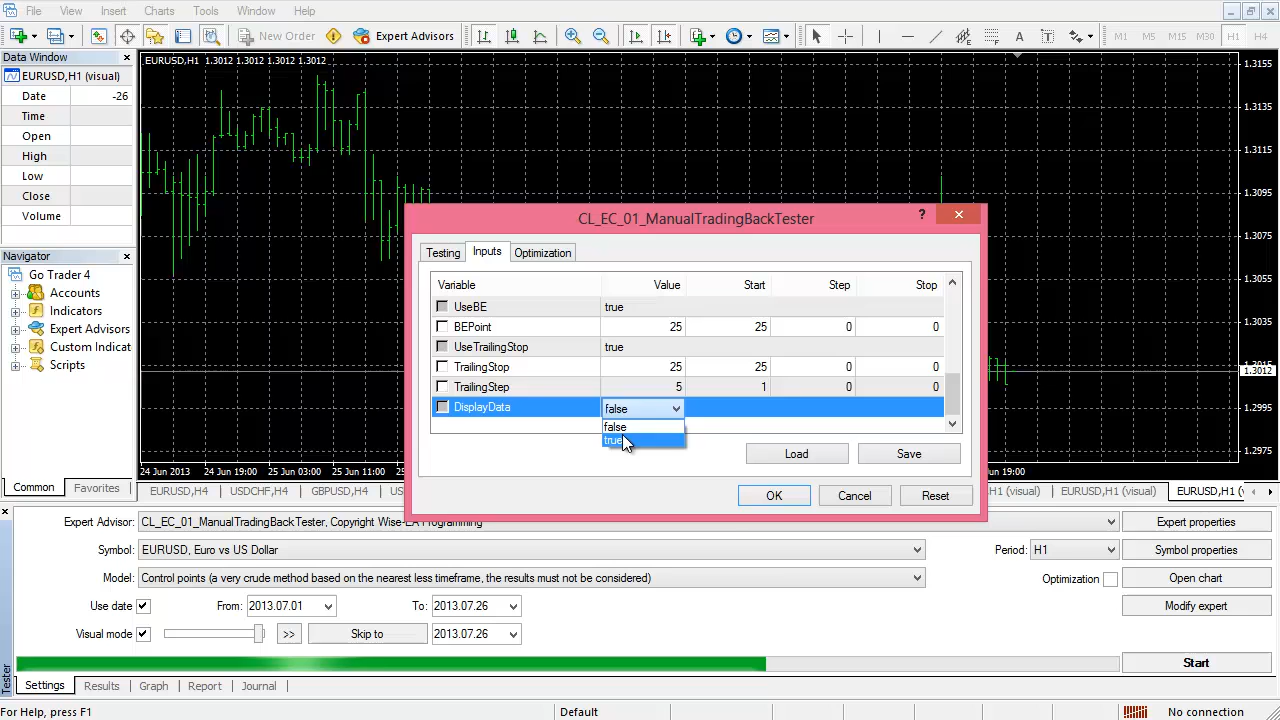 File View Insert Charts Tools Window Help
New Order Expert Advisors M1 M5 M15 M30 H1 H4
Data Window
EURUSD,H1 (visual)
Date -26
Time
Open
High
Low
Close
Volume
EURUSD,H1 1.3012 1.3012 1.3012 1.3012
1.3155
1.3135
1.3115
1.3095
1.3075
1.3055
1.3035
1.3015
1.3012
1.2995
1.2975
Navigator
Go Trader 4
Accounts
Indicators
Expert Advisors
Custom Indicat
Scripts
Common Favorites
CL_EC_01_ManualTradingBackTester
?
Testing Inputs Optimization
Variable Value Start Step Stop
UseBE true
BEPoint 25 25 0 0
UseTrailingStop true
TrailingStop 25 25 0 0
TrailingStep 5 1 0 0
DisplayData false
false
true
Load Save
OK Cancel Reset
24 Jun 2013 24 Jun 19:00 25 Jun 03:00 25 Jun 11:00
EURUSD,H4 USDCHF,H4 GBPUSD,H4 EURUSD,H1 (visual) EURUSD,H1 (v
Expert Advisor: CL_EC_01_ManualTradingBackTester, Copyright Wise-EA Programming Expert properties
Symbol: EURUSD, Euro vs US Dollar Period: H1 Symbol properties
Model: Control points (a very crude method based on the nearest less timeframe, the results must not be considered) Optimization Open chart
Use date From: 2013.07.01 To: 2013.07.26 Modify expert
Visual mode >> Skip to 2013.07.26
Start
Tester
Settings Results Graph Report Journal
For Help, press F1 Default No connection